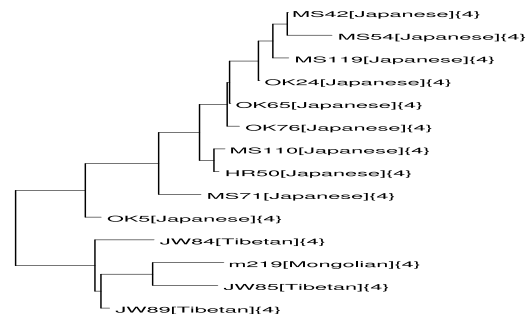 MS42[Japanese]{4}
MS54[Japanese]{4}
MS119[Japanese]{4}
OK24[Japanese]{4}
OK65[Japanese]{4}
OK76[Japanese]{4}
MS110[Japanese]{4}
HR50[Japanese]{4}
MS71[Japanese]{4}
OK5[Japanese]{4}
JW84[Tibetan]{4}
m219[Mongolian]{4}
JW85[Tibetan]{4}
JW89[Tibetan]{4}